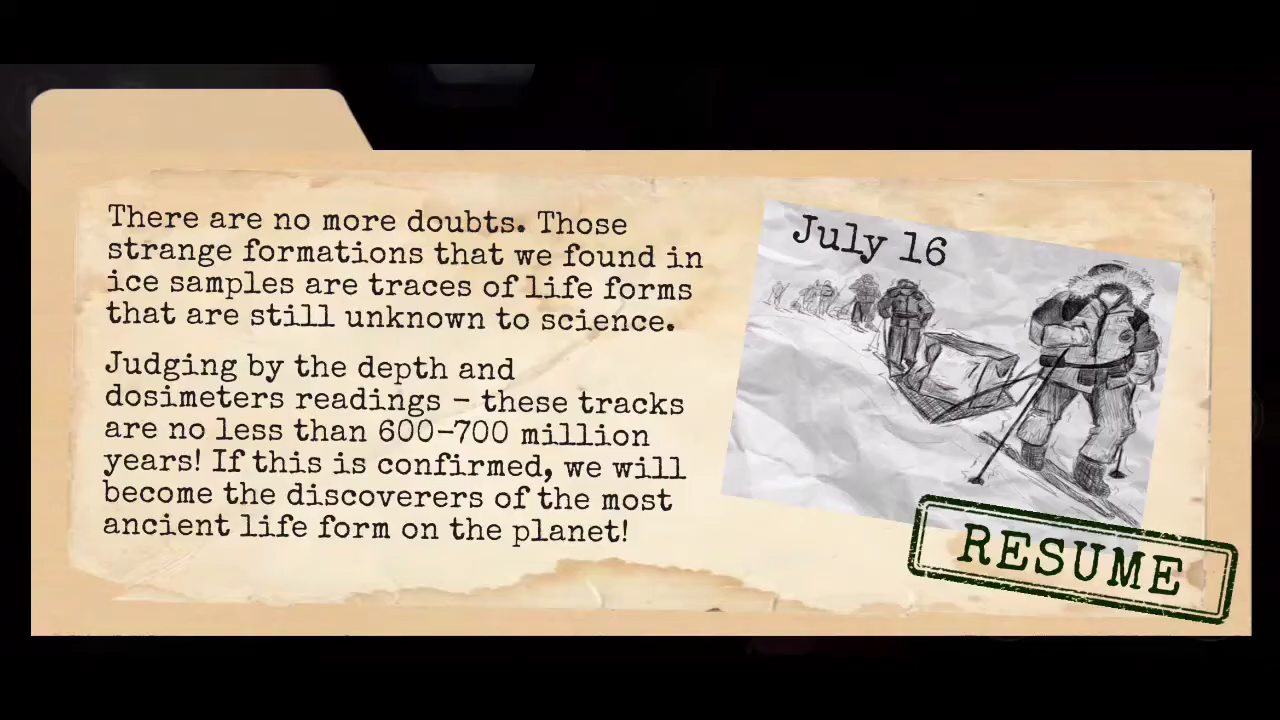 There are no more doubts. Those
strange formations that we found in
ice samples are traces of life forms
that are still unknown to science.
Judging by the depth and
dosimeters readings - these tracks
are no less than 600-700 million
years! If this is confirmed, we will
become the discoverers of the most
ancient life form on the planet!
July 16
RESUME